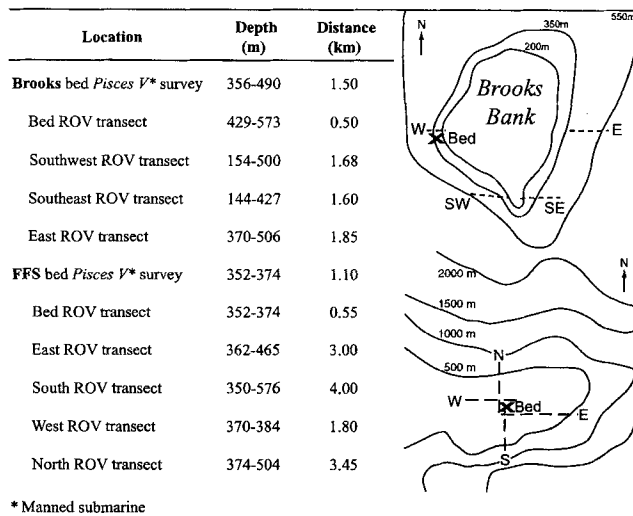 Location Depth (m) Distance (km)
Brooks bed Pisces V* survey 356-490 1.50
Bed ROV transect 429-573 0.50
Southwest ROV transect 154-500 1.68
Southeast ROV transect 144-427 1.60
East ROV transect 370-506 1.85
FFS bed Pisces V* survey 352-374 1.10
Bed ROV transect 352-374 0.55
East ROV transect 362-465 3.00
South ROV transect 350-576 4.00
West ROV transect 370-384 1.80
North ROV transect 374-504 3.45
* Manned submarine
N
350m
550m
200m
Brooks
Bank
W
Bed
E
SW
SE
2000 m
N
1500 m
1000 m
N
500 m
W
Bed
E
S